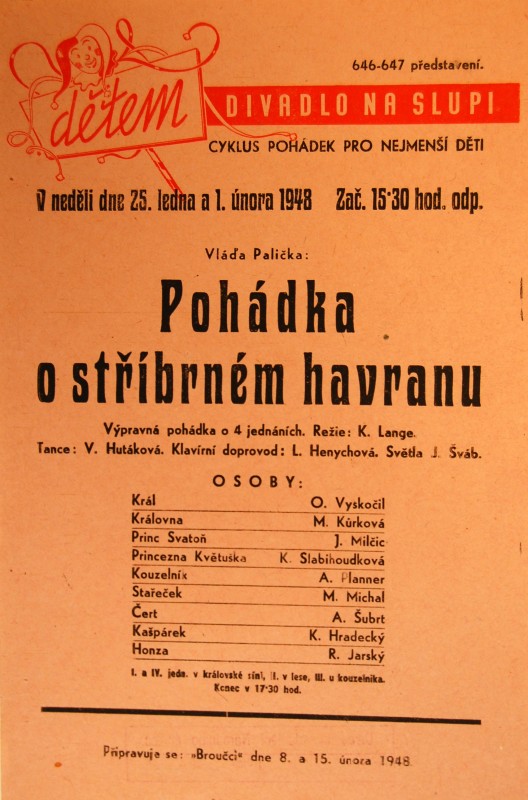 646-647 představení.
dětem
DIVADLO NA SLUPI
CYKLUS POHÁDEK PRO NEJMENŠÍ DĚTI
V neděli dne 25. ledna a 1. února 1948 Zač. 15·30 hod. odp.
Vláďa Palička:
Pohádka
o stříbrném havranu
Výpravná pohádka o 4 jednáních. Režie: K. Lange.
Tance: V. Hutáková. Klavírní doprovod: L. Henychová. Světla J. Šváb.
OSOBY:
Král O. Vyskočil
Královna M. Kůrková
Princ Svatoň J. Milčic
Princezna Květuška K. Slabihoudková
Kouzelník A. Planner
Stařeček M. Michal
Čert A. Šubrt
Kašpárek K. Hradecký
Honza R. Jarský
I. a IV. jedn. v královské síni, II. v lese, III. u kouzelníka.
Konec v 17·30 hod.
Připravuje se: »Broučci« dne 8. a 15. února 1948